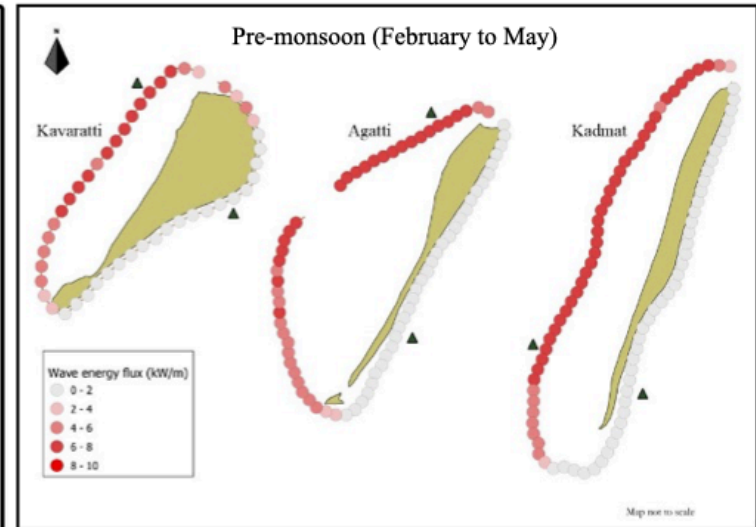 Pre-monsoon (February to May)
N
Kavaratti
Agatti
Kadmat
Wave energy flux (kW/m)
0 - 2
2 - 4
4 - 6
6 - 8
8 - 10
Map not to scale